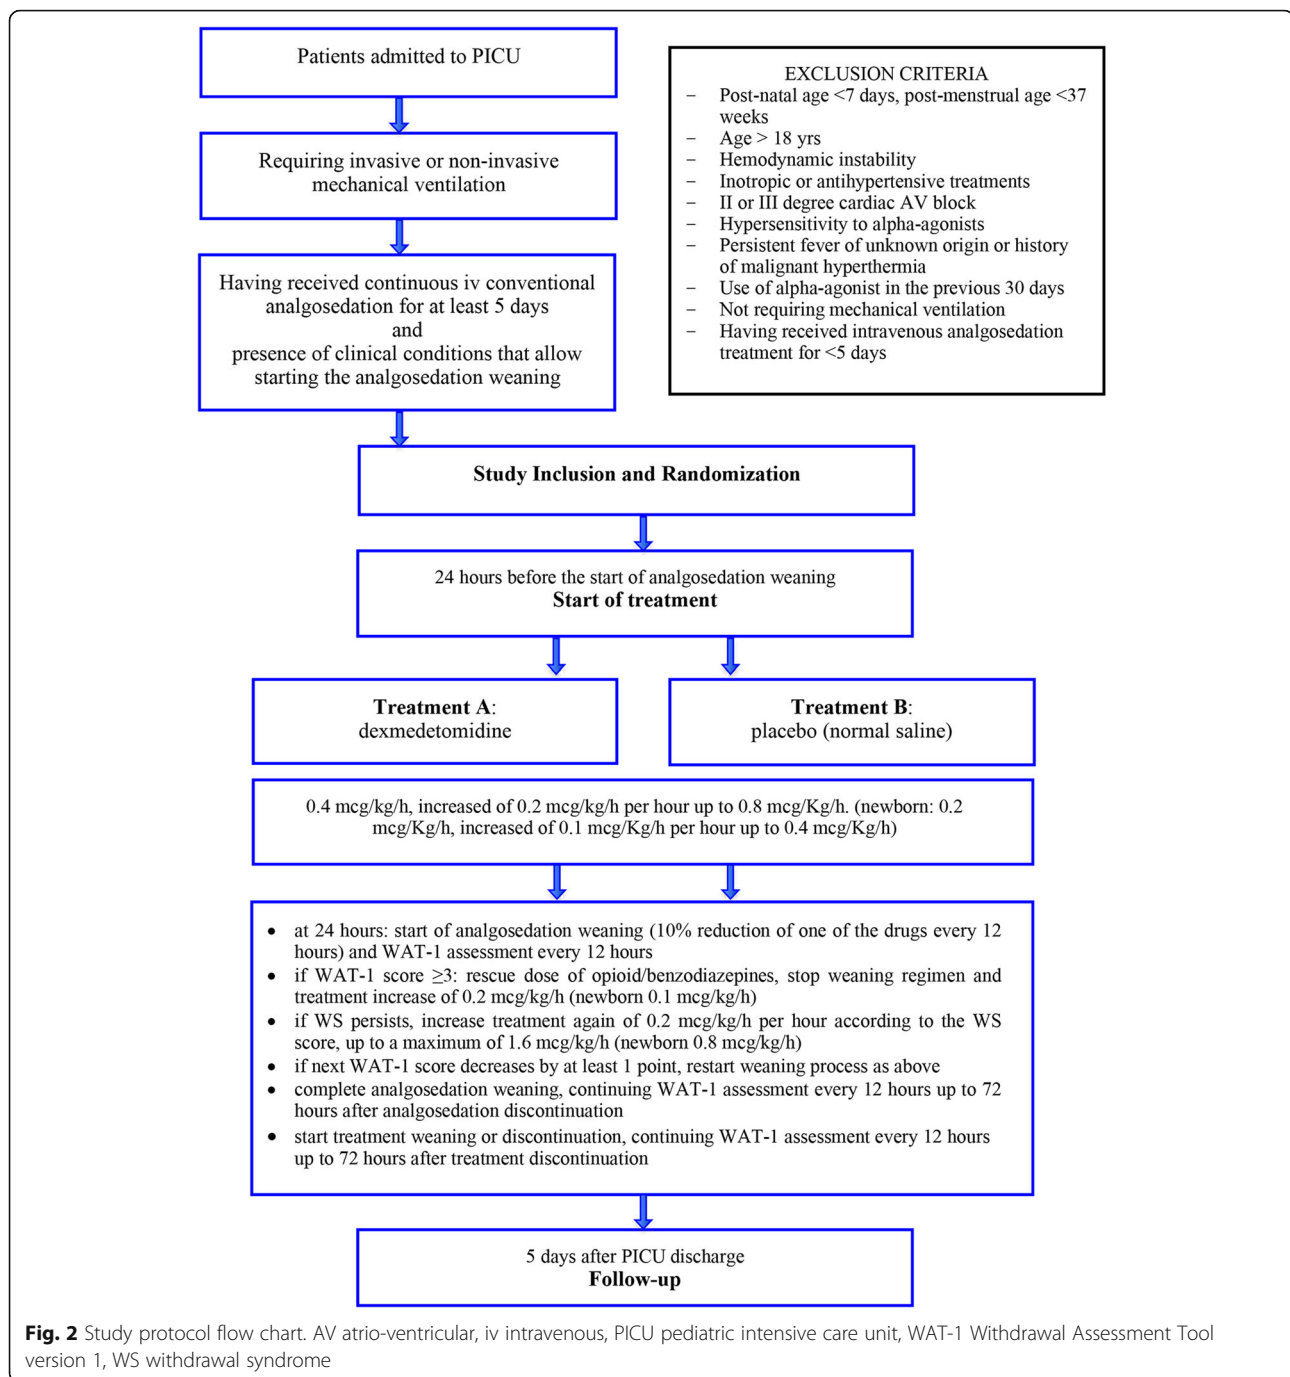 Patients admitted to PICU
Requiring invasive or non-invasive
mechanical ventilation
Having received continuous iv conventional
analgosedation for at least 5 days
and
presence of clinical conditions that allow
starting the analgosedation weaning
EXCLUSION CRITERIA
- Post-natal age <7 days, post-menstrual age <37
weeks
- Age > 18 yrs
- Hemodynamic instability
- Inotropic or antihypertensive treatments
- II or III degree cardiac AV block
- Hypersensitivity to alpha-agonists
- Persistent fever of unknown origin or history
of malignant hyperthermia
- Use of alpha-agonist in the previous 30 days
- Not requiring mechanical ventilation
- Having received intravenous analgosedation
treatment for <5 days
Study Inclusion and Randomization
24 hours before the start of analgosedation weaning
Start of treatment
Treatment A:
dexmedetomidine
Treatment B:
placebo (normal saline)
0.4 mcg/kg/h, increased of 0.2 mcg/kg/h per hour up to 0.8 mcg/Kg/h. (newborn: 0.2
mcg/Kg/h, increased of 0.1 mcg/Kg/h per hour up to 0.4 mcg/Kg/h)
• at 24 hours: start of analgosedation weaning (10% reduction of one of the drugs every 12
hours) and WAT-1 assessment every 12 hours
• if WAT-1 score ≥3: rescue dose of opioid/benzodiazepines, stop weaning regimen and
treatment increase of 0.2 mcg/kg/h (newborn 0.1 mcg/kg/h)
• if WS persists, increase treatment again of 0.2 mcg/kg/h per hour according to the WS
score, up to a maximum of 1.6 mcg/kg/h (newborn 0.8 mcg/kg/h)
• if next WAT-1 score decreases by at least 1 point, restart weaning process as above
• complete analgosedation weaning, continuing WAT-1 assessment every 12 hours up to 72
hours after analgosedation discontinuation
• start treatment weaning or discontinuation, continuing WAT-1 assessment every 12 hours
up to 72 hours after treatment discontinuation
5 days after PICU discharge
Follow-up
Fig. 2 Study protocol flow chart. AV atrio-ventricular, iv intravenous, PICU pediatric intensive care unit, WAT-1 Withdrawal Assessment Tool
version 1, WS withdrawal syndrome